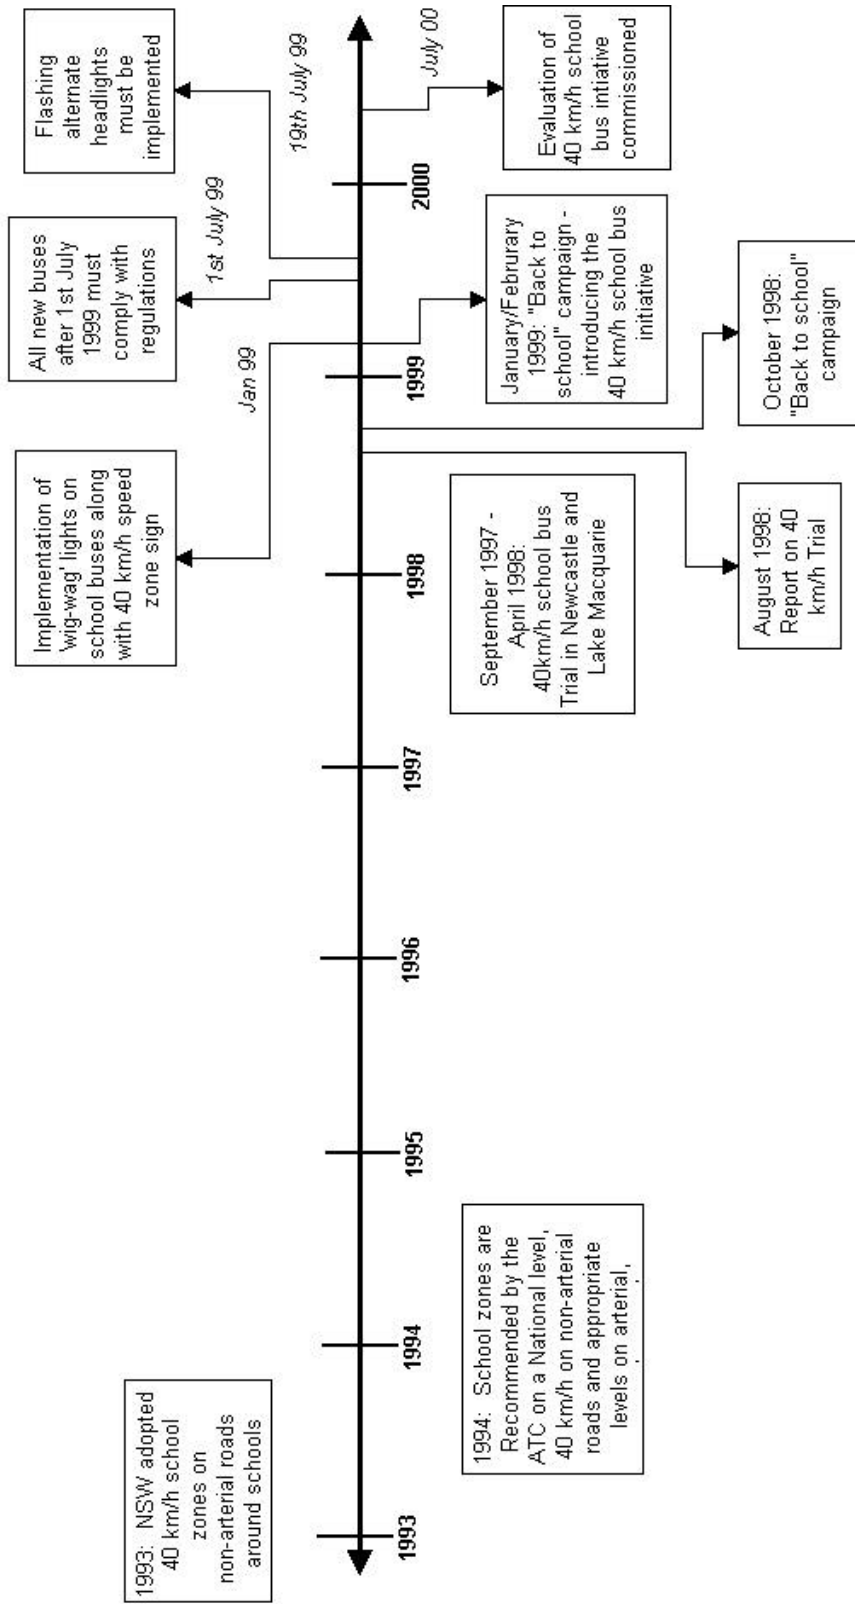 Implementation of
'wig-wag' lights on
school buses along
with 40 km/h speed
zone sign
All new buses
after 1st July
1999 must
comply with
regulations
Flashing
alternate
headlights
must be
implemented
1993: NSW adopted
40 km/h school
zones on
non-arterial roads
around schools
Jan 99
1st July 99
19th July 99
1993
1994
1995
1996
1997
1998
1999
2000
July 00
1994: School zones are
Recommended by the
ATC on a National level,
40 km/h on non-arterial
roads and appropriate
levels on arterial,
September 1997 -
April 1998:
40km/h school bus
Trial in Newcastle and
Lake Macquarie
January/Februrary
1999: "Back to
school" campaign -
introducing the
40 km/h school bus
initiative
Evaluation of
40 km/h school
bus intiative
commissioned
August 1998:
Report on 40
km/h Trial
October 1998:
"Back to school"
campaign